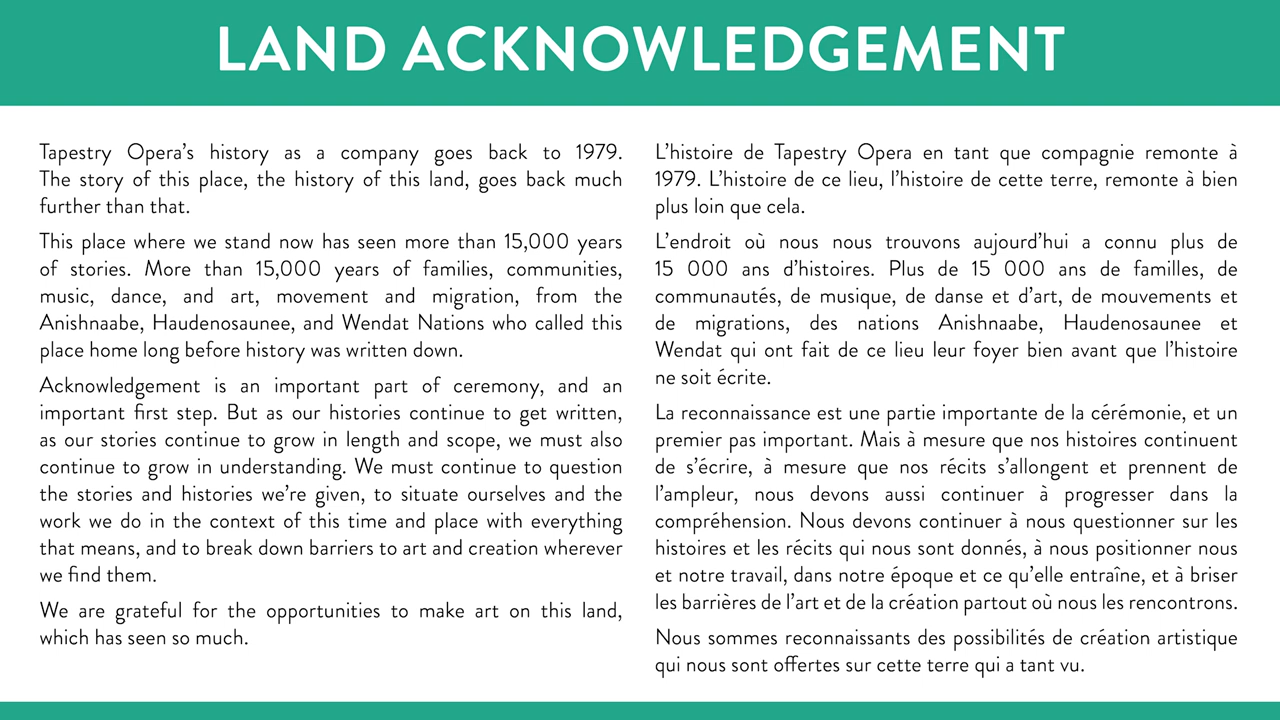 LAND ACKNOWLEDGEMENT
Tapestry Opera’s history as a company goes back to 1979.
The story of this place, the history of this land, goes back much
further than that.
This place where we stand now has seen more than 15,000 years
of stories. More than 15,000 years of families, communities,
music, dance, and art, movement and migration, from the
Anishnaabe, Haudenosaunee, and Wendat Nations who called this
place home long before history was written down.
Acknowledgement is an important part of ceremony, and an
important first step. But as our histories continue to get written,
as our stories continue to grow in length and scope, we must also
continue to grow in understanding. We must continue to question
the stories and histories we’re given, to situate ourselves and the
work we do in the context of this time and place with everything
that means, and to break down barriers to art and creation wherever
we find them.
We are grateful for the opportunities to make art on this land,
which has seen so much.
L’histoire de Tapestry Opera en tant que compagnie remonte à
1979. L’histoire de ce lieu, l’histoire de cette terre, remonte à bien
plus loin que cela.
L’endroit où nous nous trouvons aujourd’hui a connu plus de
15 000 ans d’histoires. Plus de 15 000 ans de familles, de
communautés, de musique, de danse et d’art, de mouvements et
de migrations, des nations Anishnaabe, Haudenosaunee et
Wendat qui ont fait de ce lieu leur foyer bien avant que l’histoire
ne soit écrite.
La reconnaissance est une partie importante de la cérémonie, et un
premier pas important. Mais à mesure que nos histoires continuent
de s’écrire, à mesure que nos récits s’allongent et prennent de
l’ampleur, nous devons aussi continuer à progresser dans la
compréhension. Nous devons continuer à nous questionner sur les
histoires et les récits qui nous sont donnés, à nous positionner nous
et notre travail, dans notre époque et ce qu’elle entraîne, et à briser
les barrières de l’art et de la création partout où nous les rencontrons.
Nous sommes reconnaissants des possibilités de création artistique
qui nous sont offertes sur cette terre qui a tant vu.